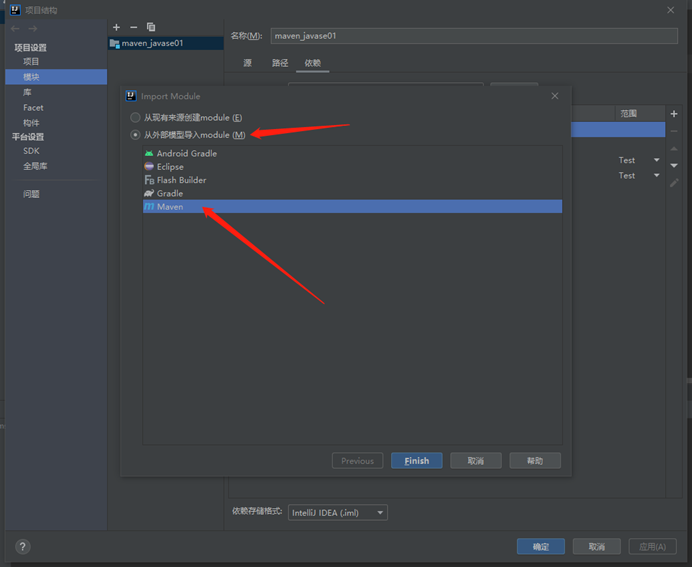 项目结构
项目设置
项目
模块
库
Facet
构件
平台设置
SDK
全局库
问题
maven_javase01
名称(M): maven_javase01
源 路径 依赖
范围
Test
Test
Import Module
从现有来源创建module (E)
从外部模型导入module (M)
Android Gradle
Eclipse
Flash Builder
Gradle
Maven
Previous Finish 取消 帮助
依赖存储格式: IntelliJ IDEA (.iml)
? 确定 取消 应用(A)